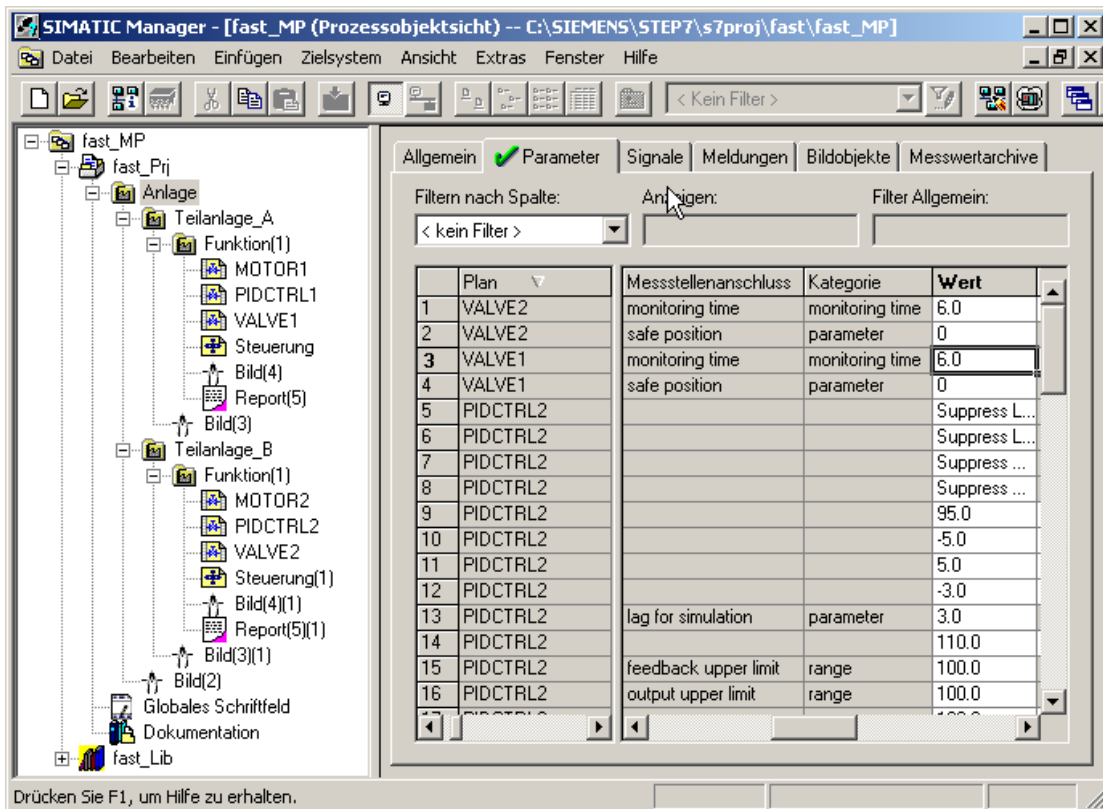 SIMATIC Manager - [fast_MP (Prozessobjektsicht) -- C:\SIEMENS\STEP7\s7proj\fast\fast_MP]
Datei Bearbeiten Einfügen Zielsystem Ansicht Extras Fenster Hilfe
< Kein Filter >
fast_MP
fast_Prj
Anlage
Teilanlage_A
Funktion(1)
MOTOR1
PIDCTRL1
VALVE1
Steuerung
Bild(4)
Report(5)
Bild(3)
Teilanlage_B
Funktion(1)
MOTOR2
PIDCTRL2
VALVE2
Steuerung(1)
Bild(4)(1)
Report(5)(1)
Bild(3)(1)
Bild(2)
Globales Schriftfeld
Dokumentation
fast_Lib
Allgemein Parameter Signale Meldungen Bildobjekte Messwertarchive
Filtern nach Spalte: Anzeigen: Filter Allgemein:
< kein Filter >
Plan Messstellenanschluss Kategorie Wert
1 VALVE2 monitoring time monitoring time 6.0
2 VALVE2 safe position parameter 0
3 VALVE1 monitoring time monitoring time 6.0
4 VALVE1 safe position parameter 0
5 PIDCTRL2 Suppress L...
6 PIDCTRL2 Suppress L...
7 PIDCTRL2 Suppress ...
8 PIDCTRL2 Suppress ...
9 PIDCTRL2 95.0
10 PIDCTRL2 -5.0
11 PIDCTRL2 5.0
12 PIDCTRL2 -3.0
13 PIDCTRL2 lag for simulation parameter 3.0
14 PIDCTRL2 110.0
15 PIDCTRL2 feedback upper limit range 100.0
16 PIDCTRL2 output upper limit range 100.0
Drücken Sie F1, um Hilfe zu erhalten.